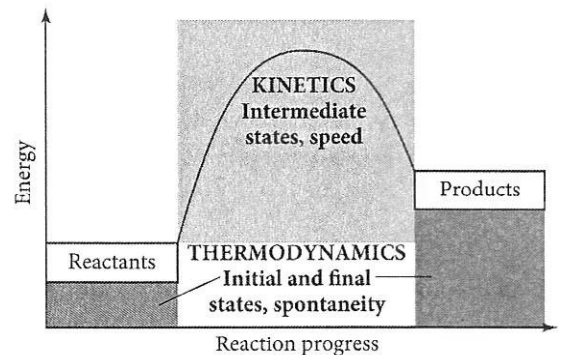 Energy
KINETICS
Intermediate
states, speed
Products
Reactants
THERMODYNAMICS
Initial and final
states, spontaneity
Reaction progress